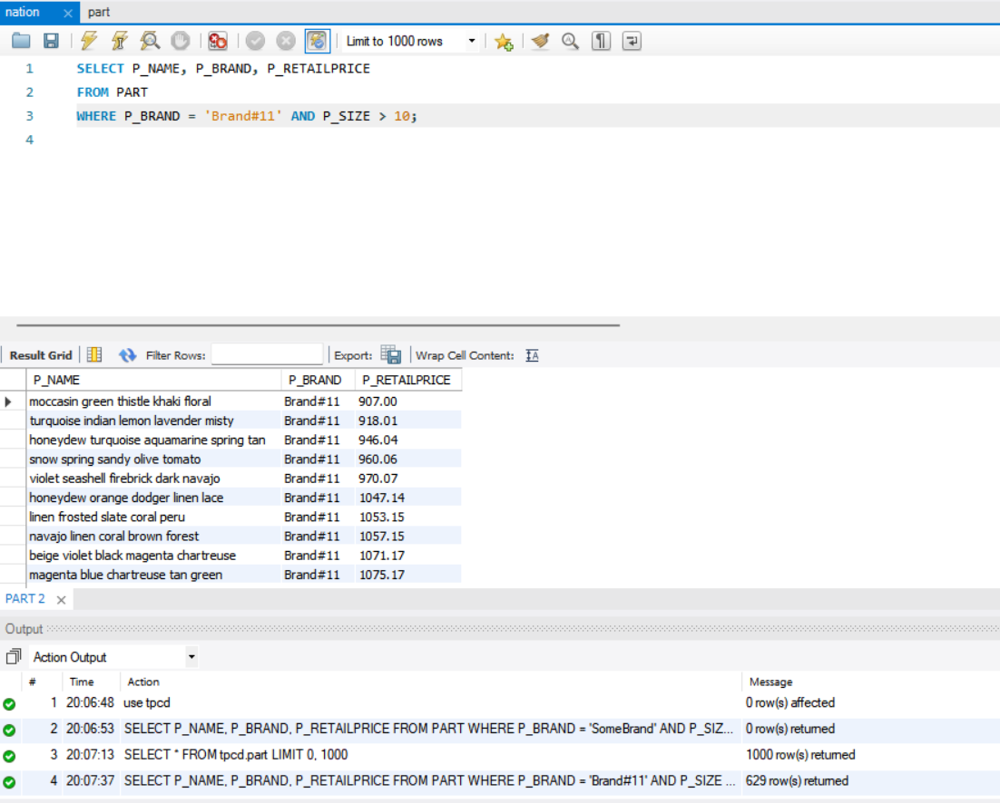 nation × part
Limit to 1000 rows
1 SELECT P_NAME, P_BRAND, P_RETAILPRICE
2 FROM PART
3 WHERE P_BRAND = 'Brand#11' AND P_SIZE > 10;
4
Result Grid Filter Rows: Export: Wrap Cell Content: IA
P_NAME P_BRAND P_RETAILPRICE
moccasin green thistle khaki floral Brand#11 907.00
turquoise indian lemon lavender misty Brand#11 918.01
honeydew turquoise aquamarine spring tan Brand#11 946.04
snow spring sandy olive tomato Brand#11 960.06
violet seashell firebrick dark navajo Brand#11 970.07
honeydew orange dodger linen lace Brand#11 1047.14
linen frosted slate coral peru Brand#11 1053.15
navajo linen coral brown forest Brand#11 1057.15
beige violet black magenta chartreuse Brand#11 1071.17
magenta blue chartreuse tan green Brand#11 1075.17
PART 2 ×
Output
Action Output
# Time Action Message
1 20:06:48 use tpcd 0 row(s) affected
2 20:06:53 SELECT P_NAME, P_BRAND, P_RETAILPRICE FROM PART WHERE P_BRAND = 'SomeBrand' AND P_SIZ... 0 row(s) returned
3 20:07:13 SELECT * FROM tpcd.part LIMIT 0, 1000 1000 row(s) returned
4 20:07:37 SELECT P_NAME, P_BRAND, P_RETAILPRICE FROM PART WHERE P_BRAND = 'Brand#11' AND P_SIZE ... 629 row(s) returned